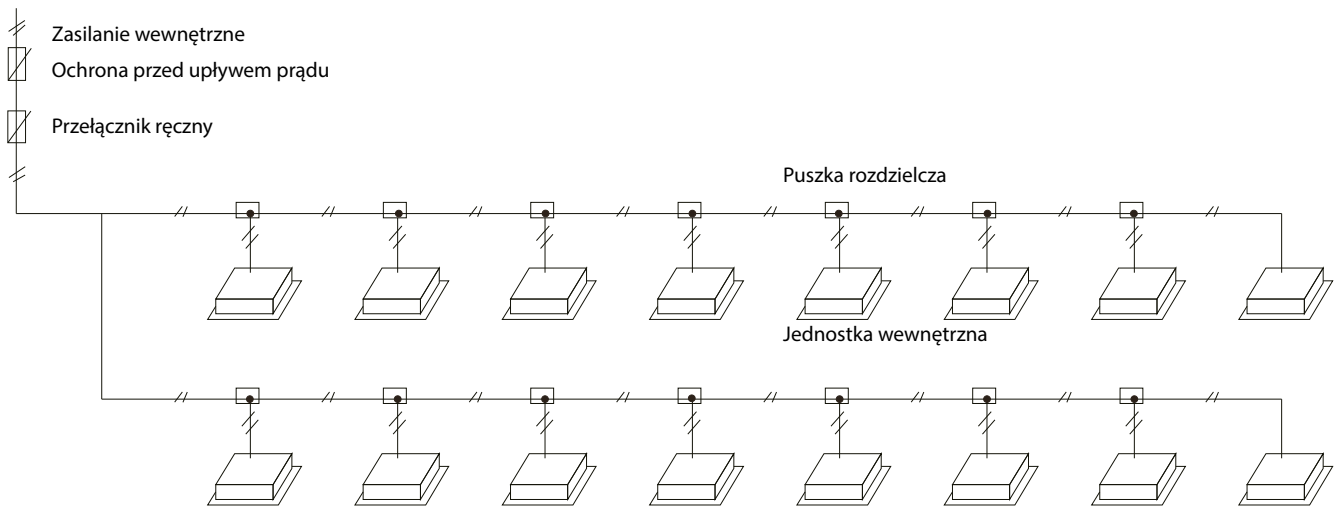 Zasilanie wewnętrzne
Ochrona przed upływem prądu
Przełącznik ręczny
Puszka rozdzielcza
Jednostka wewnętrzna